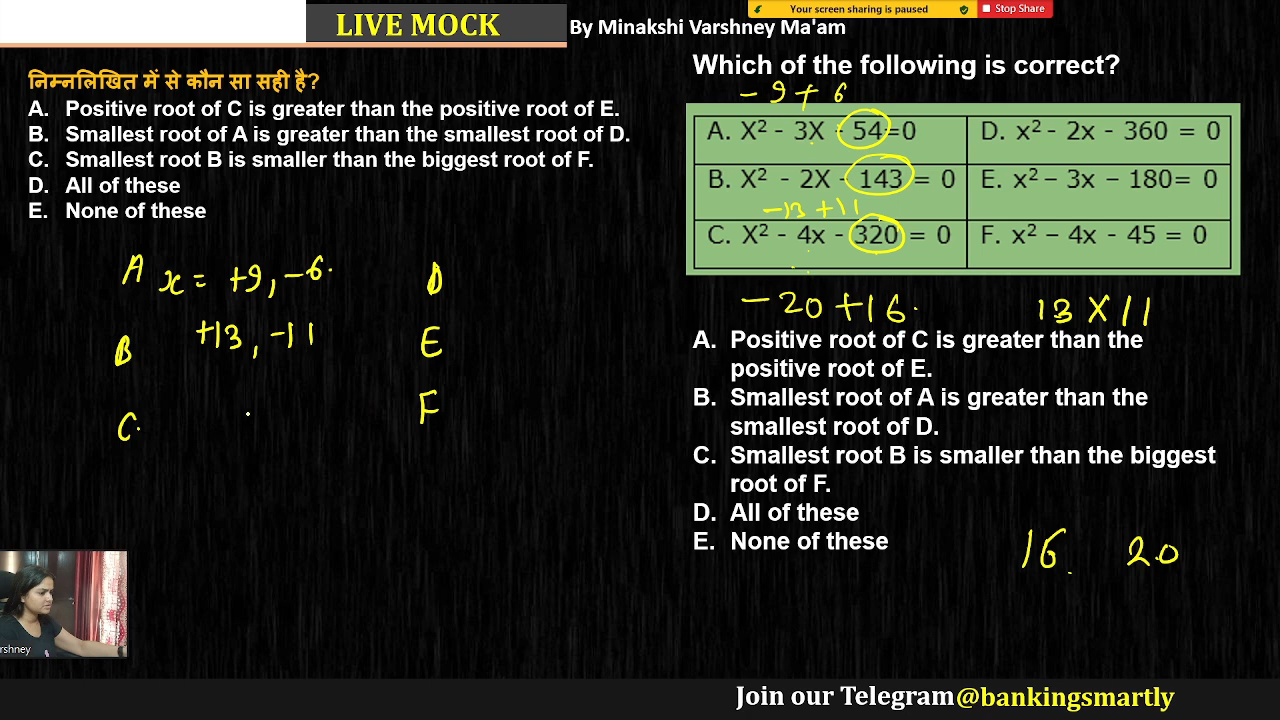 Your screen sharing is paused Stop Share
LIVE MOCK
By Minakshi Varshney Ma'am
निम्नलिखित में से कौन सा सही है?
A. Positive root of C is greater than the positive root of E.
B. Smallest root of A is greater than the smallest root of D.
C. Smallest root B is smaller than the biggest root of F.
D. All of these
E. None of these
A x = +9, -6.
B +13, -11
C.
D
E
F
Which of the following is correct?
- 9 + 6
A. X² - 3X - 54=0
D. x² - 2x - 360 = 0
B. X² - 2X - 143 = 0
E. x² – 3x – 180= 0
-13 +11
C. X² - 4x - 320 = 0
F. x² – 4x - 45 = 0
- 20 + 16.
13 X 11
A. Positive root of C is greater than the
positive root of E.
B. Smallest root of A is greater than the
smallest root of D.
C. Smallest root B is smaller than the biggest
root of F.
D. All of these
E. None of these
16. 20
rshney
Join our Telegram@bankingsmartly